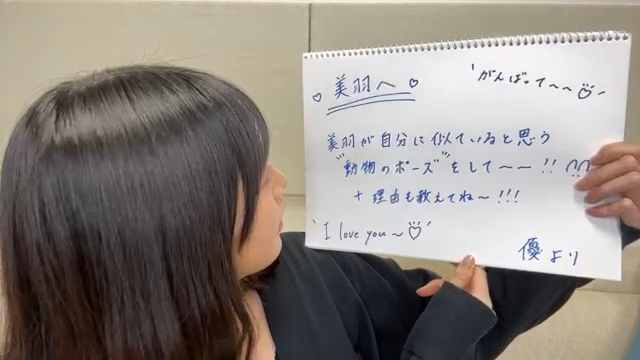 ♡ 美羽へ ♡
'がんばって〜〜♡'
美羽が自分に似ていると思う
"動物のポーズ"をして〜〜!!
+ 理由も教えてね〜!!!
'I love you〜♡'
優より